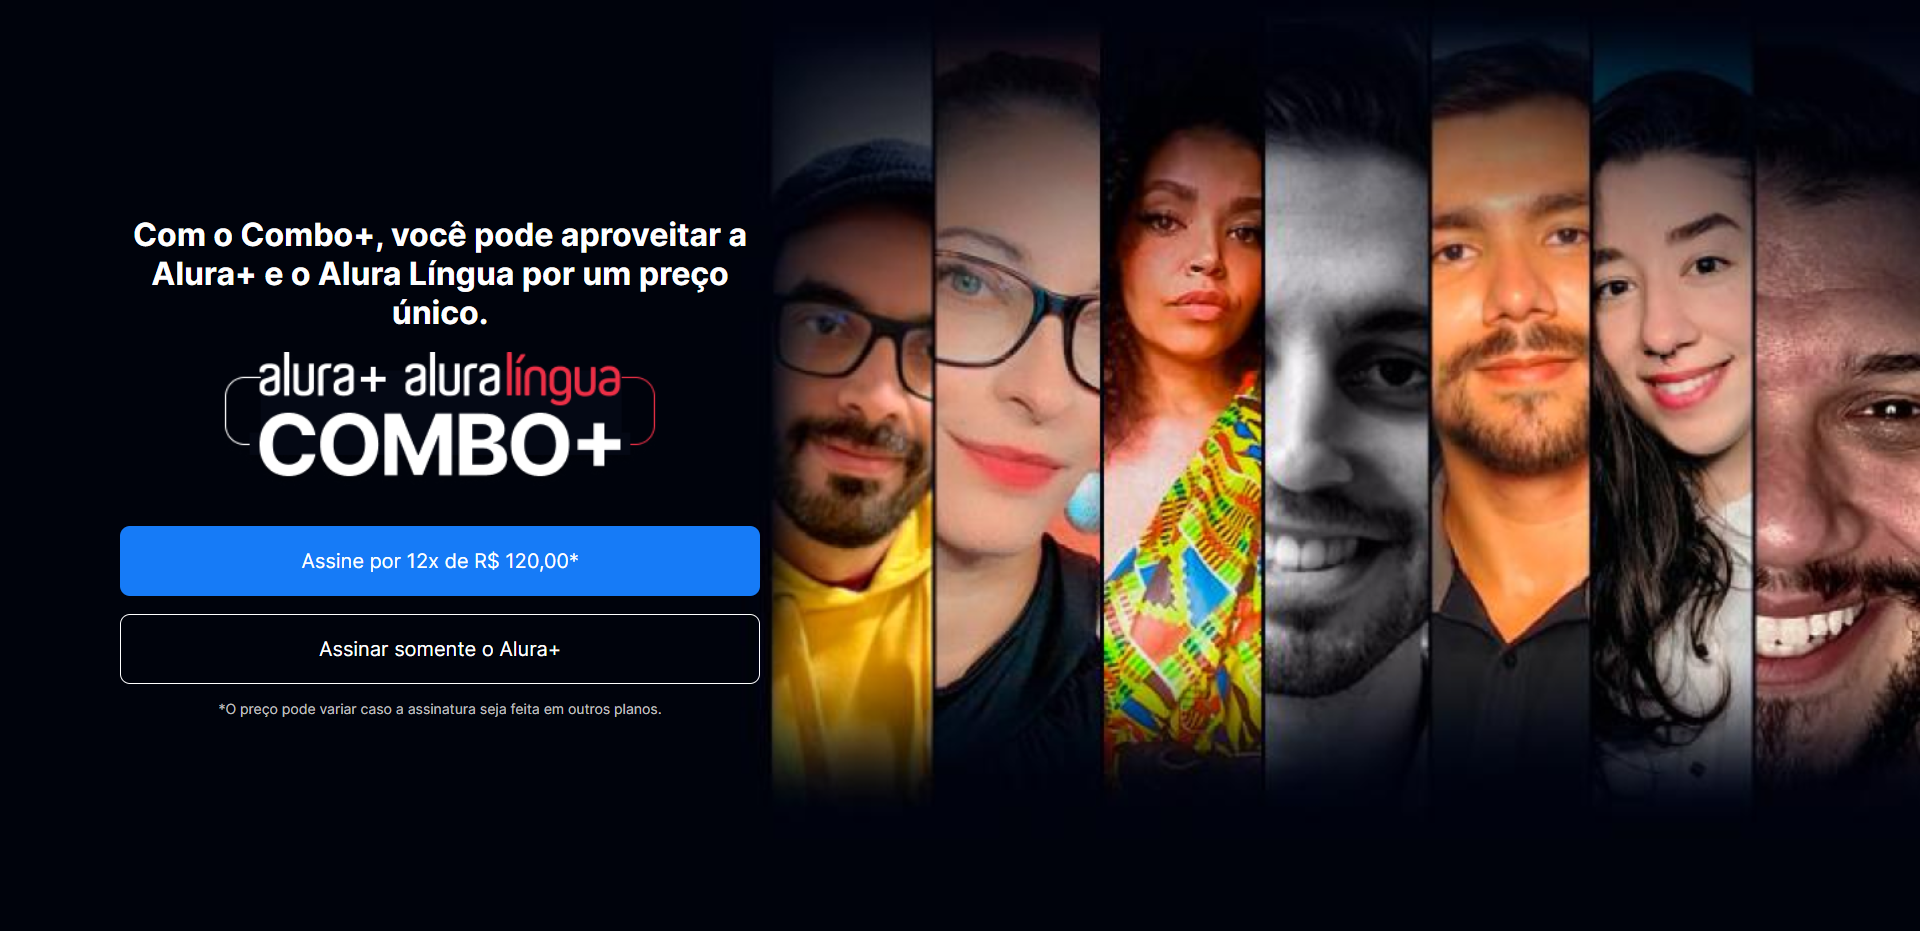 Com o Combo+, você pode aproveitar a
Alura+ e o Alura Língua por um preço
único.
alura+ aluralíngua
COMBO+
Assine por 12x de R$ 120,00*
Assinar somente o Alura+
*O preço pode variar caso a assinatura seja feita em outros planos.